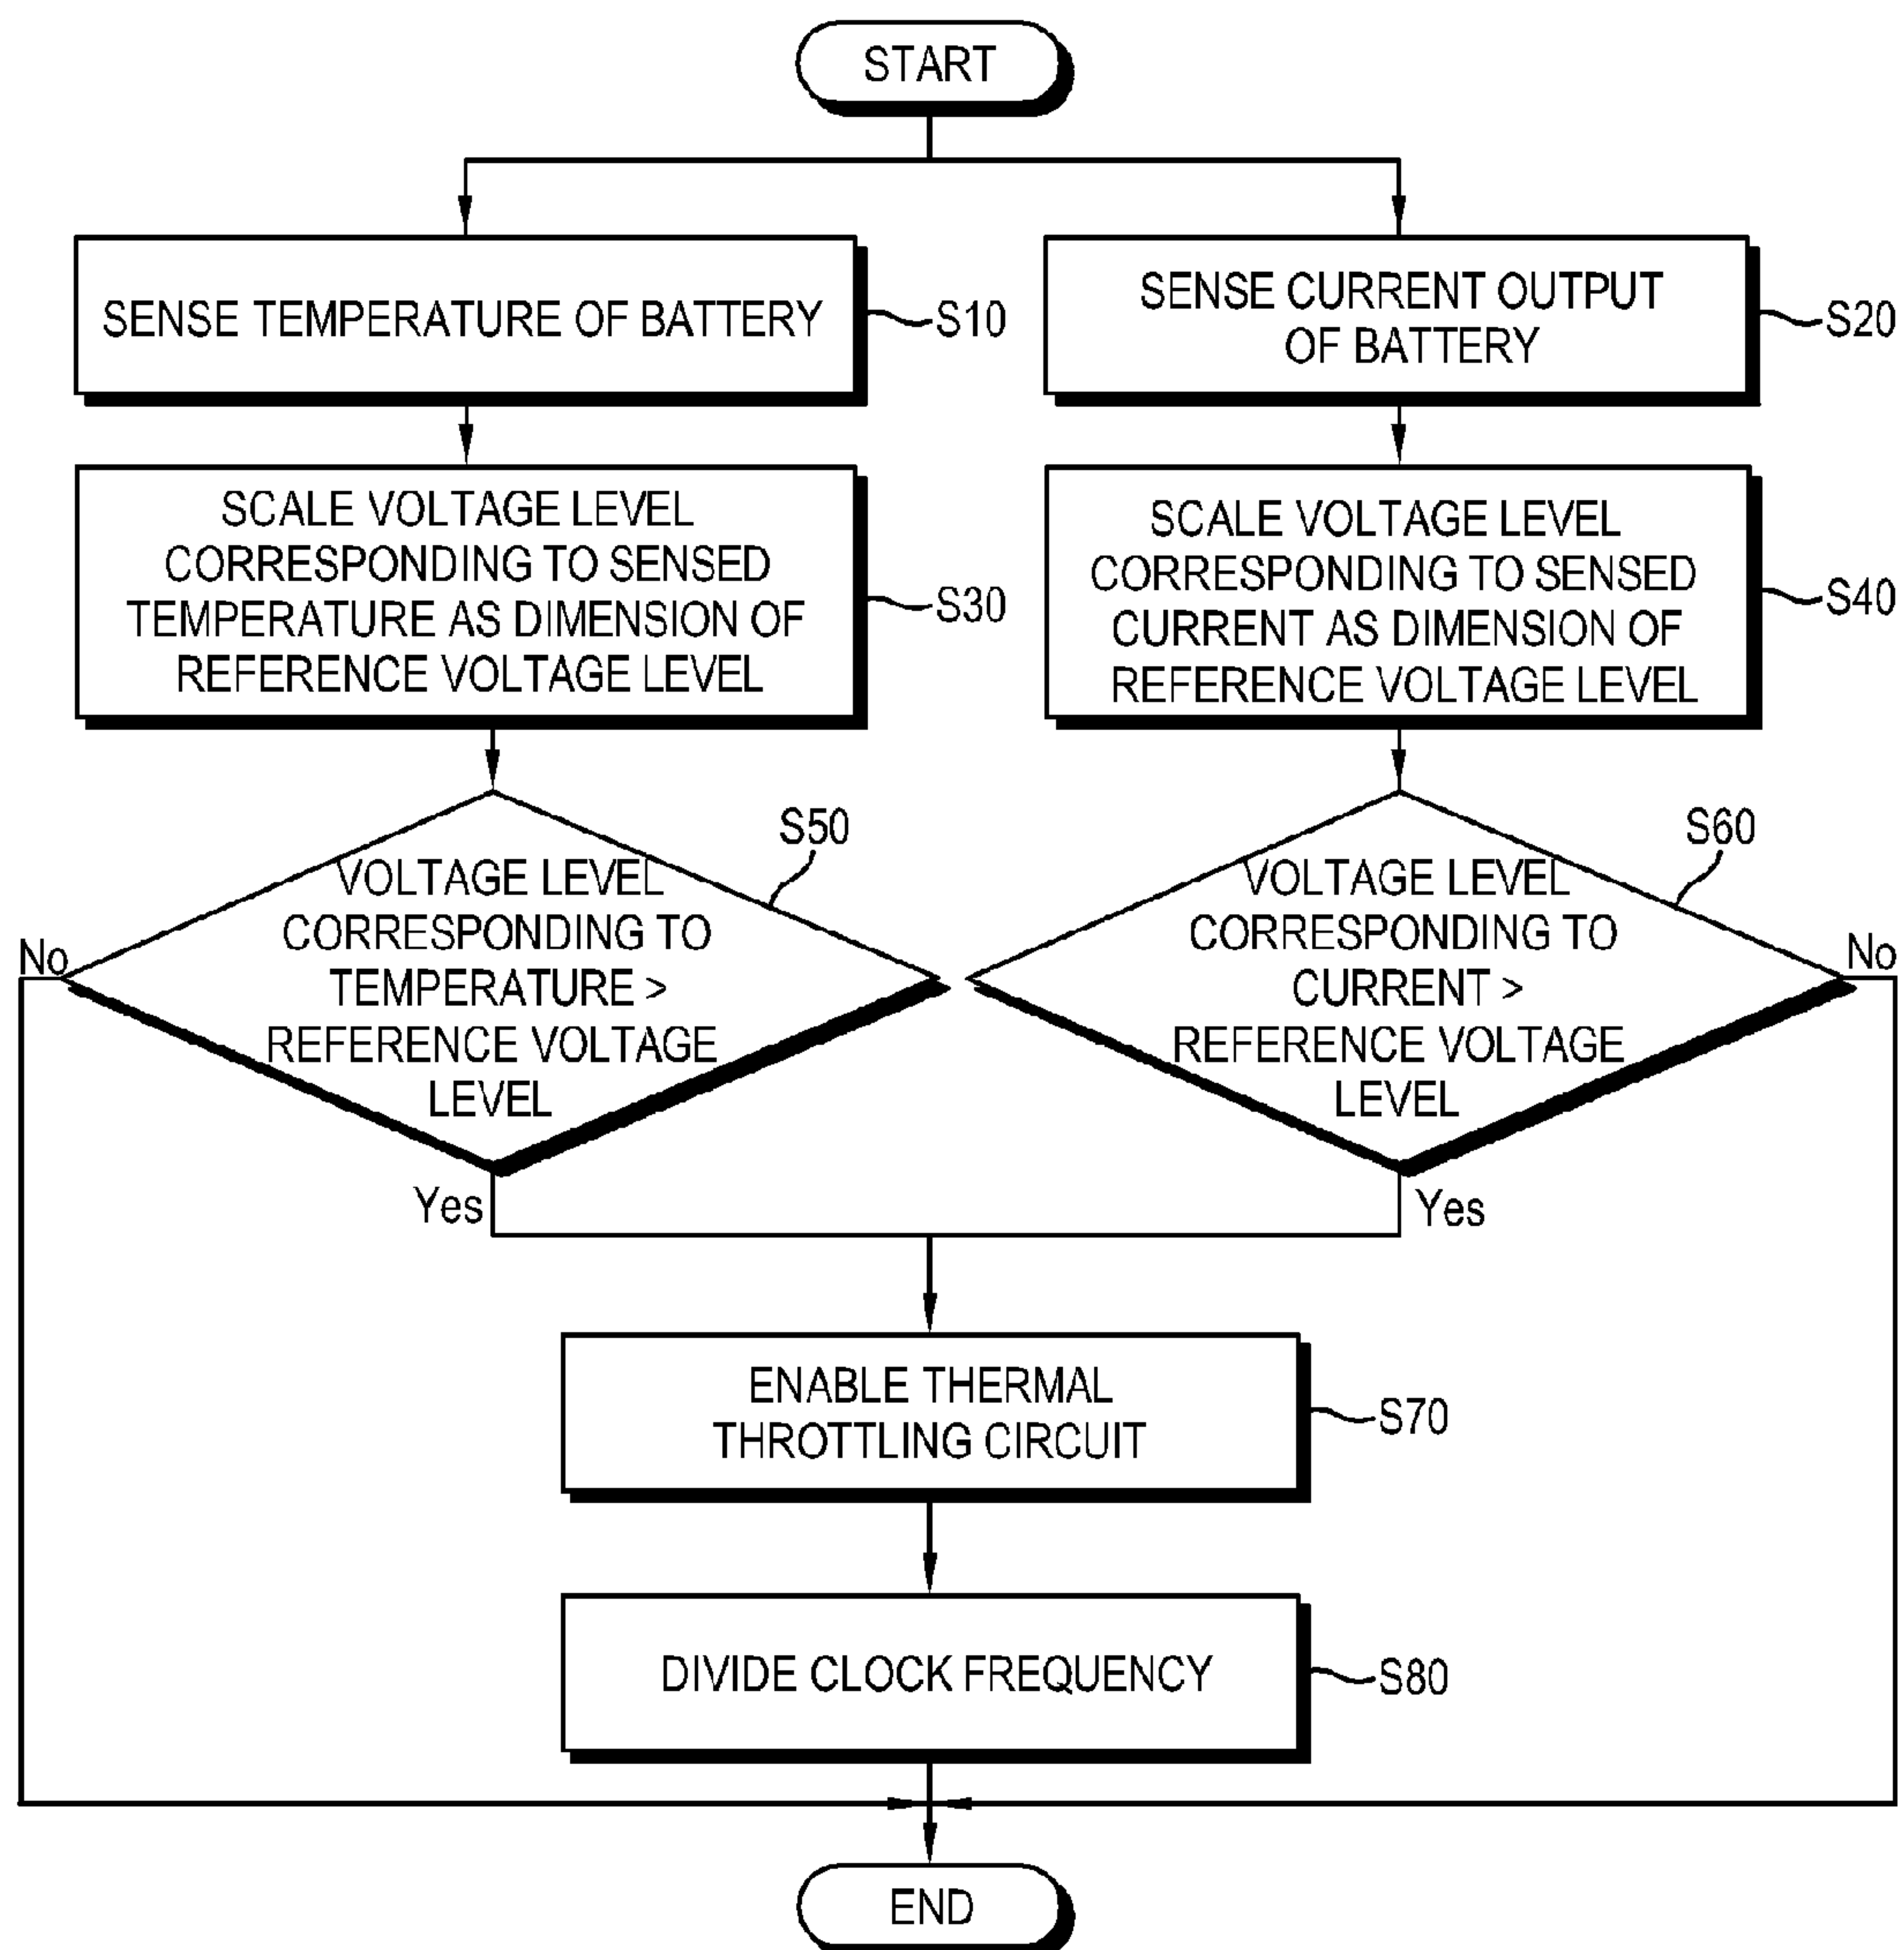 START
SENSE TEMPERATURE OF BATTERY
S10
SENSE CURRENT OUTPUT
OF BATTERY
S20
SCALE VOLTAGE LEVEL
CORRESPONDING TO SENSED
TEMPERATURE AS DIMENSION OF
REFERENCE VOLTAGE LEVEL
S30
SCALE VOLTAGE LEVEL
CORRESPONDING TO SENSED
CURRENT AS DIMENSION OF
REFERENCE VOLTAGE LEVEL
S40
S50
VOLTAGE LEVEL
CORRESPONDING TO
TEMPERATURE >
REFERENCE VOLTAGE
LEVEL
No
Yes
S60
VOLTAGE LEVEL
CORRESPONDING TO
CURRENT >
REFERENCE VOLTAGE
LEVEL
No
Yes
ENABLE THERMAL
THROTTLING CIRCUIT
S70
DIVIDE CLOCK FREQUENCY
S80
END